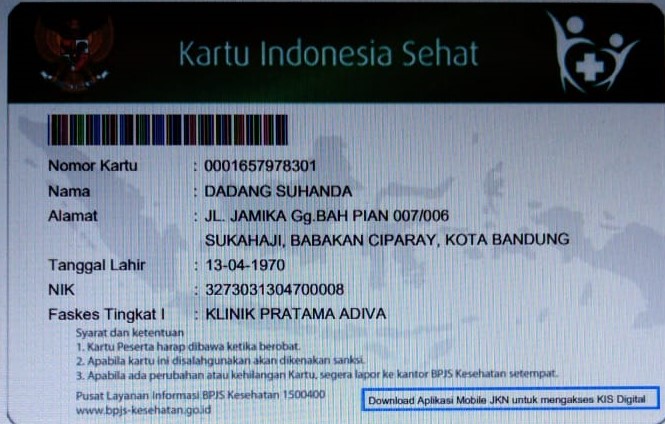 Kartu Indonesia Sehat
Nomor Kartu : 0001657978301
Nama : DADANG SUHANDA
Alamat : JL. JAMIKA Gg.BAH PIAN 007/006
SUKAHAJI, BABAKAN CIPARAY, KOTA BANDUNG
Tanggal Lahir : 13-04-1970
NIK : 3273031304700008
Faskes Tingkat I : KLINIK PRATAMA ADIVA
Syarat dan ketentuan
1. Kartu Peserta harap dibawa ketika berobat.
2. Apabila kartu ini disalahgunakan akan dikenakan sanksi.
3. Apabila ada perubahan atau kehilangan Kartu, segera lapor ke kantor BPJS Kesehatan setempat.
Pusat Layanan Informasi BPJS Kesehatan 1500400
www.bpjs-kesehatan.go.id
Download Aplikasi Mobile JKN untuk mengakses KIS Digital